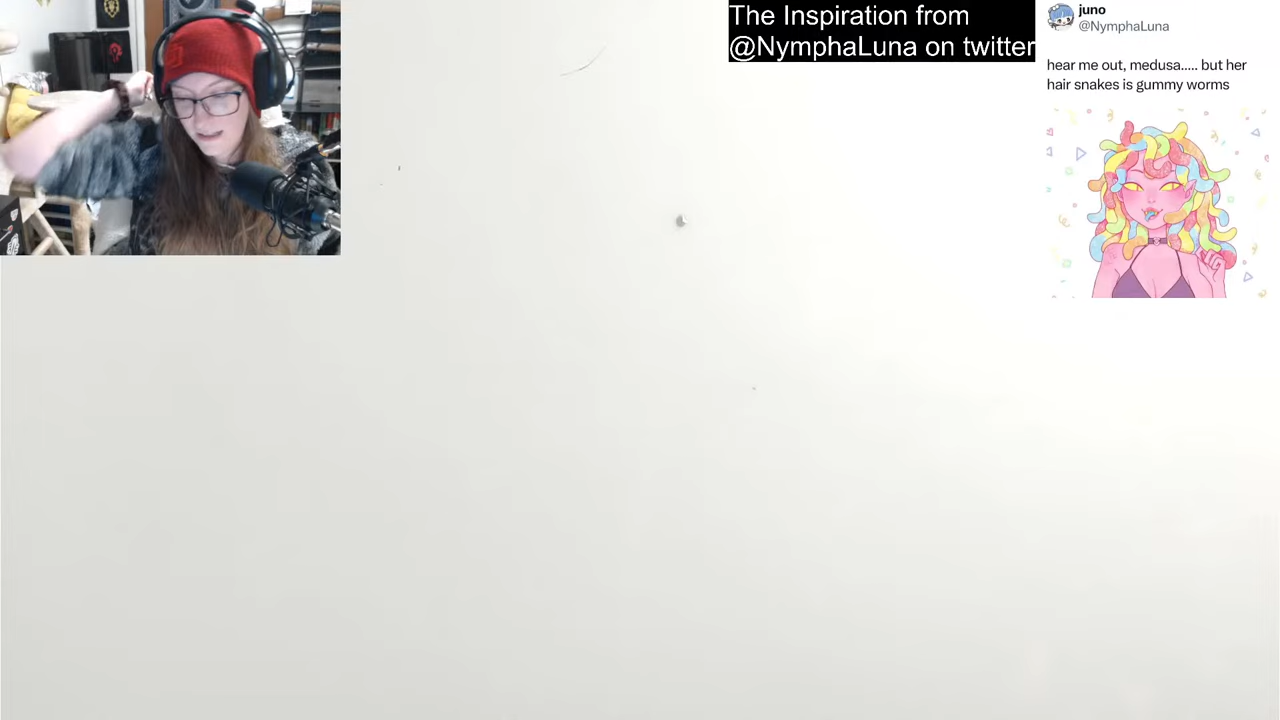 The Inspiration from
@NymphaLuna on twitter
juno
@NymphaLuna
hear me out, medusa..... but her
hair snakes is gummy worms